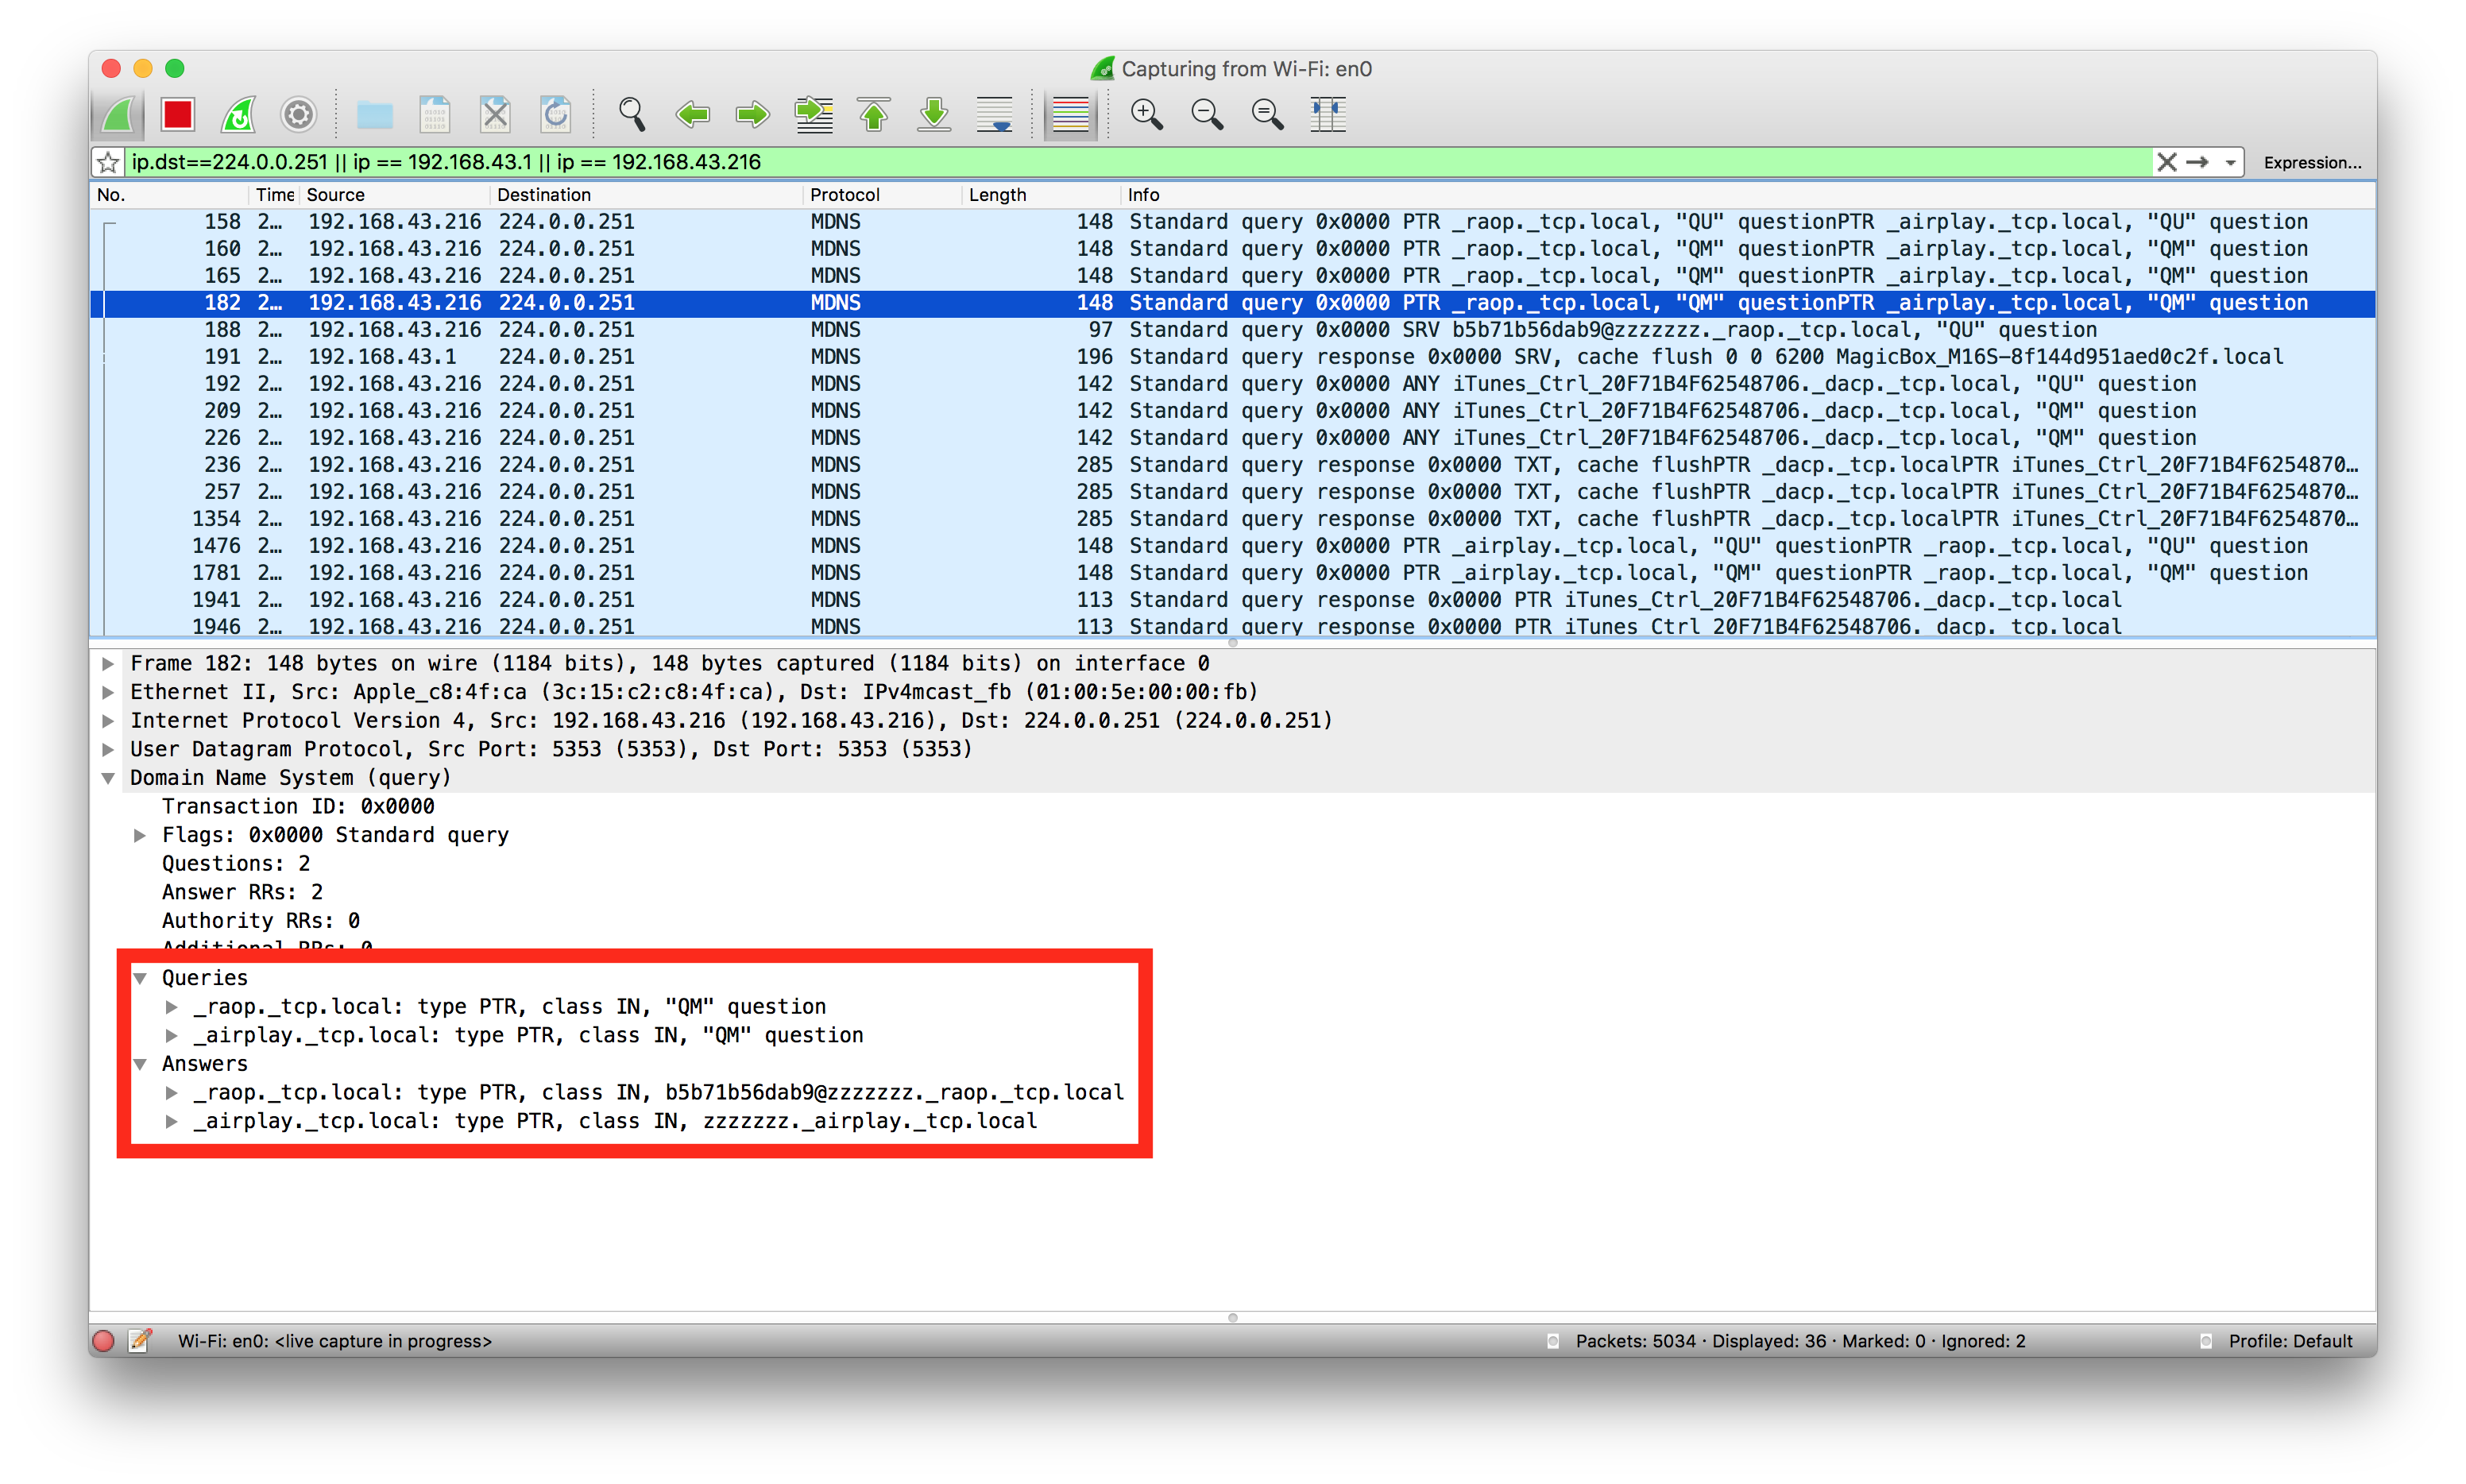 Capturing from Wi-Fi: en0
ip.dst==224.0.0.251 || ip == 192.168.43.1 || ip == 192.168.43.216 Expression...
No. Time Source Destination Protocol Length Info
158 2... 192.168.43.216 224.0.0.251 MDNS 148 Standard query 0x0000 PTR _raop._tcp.local, "QU" questionPTR _airplay._tcp.local, "QU" question
160 2... 192.168.43.216 224.0.0.251 MDNS 148 Standard query 0x0000 PTR _raop._tcp.local, "QM" questionPTR _airplay._tcp.local, "QM" question
165 2... 192.168.43.216 224.0.0.251 MDNS 148 Standard query 0x0000 PTR _raop._tcp.local, "QM" questionPTR _airplay._tcp.local, "QM" question
182 2... 192.168.43.216 224.0.0.251 MDNS 148 Standard query 0x0000 PTR _raop._tcp.local, "QM" questionPTR _airplay._tcp.local, "QM" question
188 2... 192.168.43.216 224.0.0.251 MDNS 97 Standard query 0x0000 SRV b5b71b56dab9@zzzzzzz._raop._tcp.local, "QU" question
191 2... 192.168.43.1 224.0.0.251 MDNS 196 Standard query response 0x0000 SRV, cache flush 0 0 6200 MagicBox_M16S-8f144d951aed0c2f.local
192 2... 192.168.43.216 224.0.0.251 MDNS 142 Standard query 0x0000 ANY iTunes_Ctrl_20F71B4F62548706._dacp._tcp.local, "QU" question
209 2... 192.168.43.216 224.0.0.251 MDNS 142 Standard query 0x0000 ANY iTunes_Ctrl_20F71B4F62548706._dacp._tcp.local, "QM" question
226 2... 192.168.43.216 224.0.0.251 MDNS 142 Standard query 0x0000 ANY iTunes_Ctrl_20F71B4F62548706._dacp._tcp.local, "QM" question
236 2... 192.168.43.216 224.0.0.251 MDNS 285 Standard query response 0x0000 TXT, cache flushPTR _dacp._tcp.localPTR iTunes_Ctrl_20F71B4F6254870...
257 2... 192.168.43.216 224.0.0.251 MDNS 285 Standard query response 0x0000 TXT, cache flushPTR _dacp._tcp.localPTR iTunes_Ctrl_20F71B4F6254870...
1354 2... 192.168.43.216 224.0.0.251 MDNS 285 Standard query response 0x0000 TXT, cache flushPTR _dacp._tcp.localPTR iTunes_Ctrl_20F71B4F6254870...
1476 2... 192.168.43.216 224.0.0.251 MDNS 148 Standard query 0x0000 PTR _airplay._tcp.local, "QU" questionPTR _raop._tcp.local, "QU" question
1781 2... 192.168.43.216 224.0.0.251 MDNS 148 Standard query 0x0000 PTR _airplay._tcp.local, "QM" questionPTR _raop._tcp.local, "QM" question
1941 2... 192.168.43.216 224.0.0.251 MDNS 113 Standard query response 0x0000 PTR iTunes_Ctrl_20F71B4F62548706._dacp._tcp.local
1946 2... 192.168.43.216 224.0.0.251 MDNS 113 Standard query response 0x0000 PTR iTunes_Ctrl_20F71B4F62548706._dacp._tcp.local
Frame 182: 148 bytes on wire (1184 bits), 148 bytes captured (1184 bits) on interface 0
Ethernet II, Src: Apple_c8:4f:ca (3c:15:c2:c8:4f:ca), Dst: IPv4mcast_fb (01:00:5e:00:00:fb)
Internet Protocol Version 4, Src: 192.168.43.216 (192.168.43.216), Dst: 224.0.0.251 (224.0.0.251)
User Datagram Protocol, Src Port: 5353 (5353), Dst Port: 5353 (5353)
Domain Name System (query)
Transaction ID: 0x0000
Flags: 0x0000 Standard query
Questions: 2
Answer RRs: 2
Authority RRs: 0
Additional RRs: 0
Queries
_raop._tcp.local: type PTR, class IN, "QM" question
_airplay._tcp.local: type PTR, class IN, "QM" question
Answers
_raop._tcp.local: type PTR, class IN, b5b71b56dab9@zzzzzzz._raop._tcp.local
_airplay._tcp.local: type PTR, class IN, zzzzzzz._airplay._tcp.local
Wi-Fi: en0: <live capture in progress> Packets: 5034 · Displayed: 36 · Marked: 0 · Ignored: 2 Profile: Default